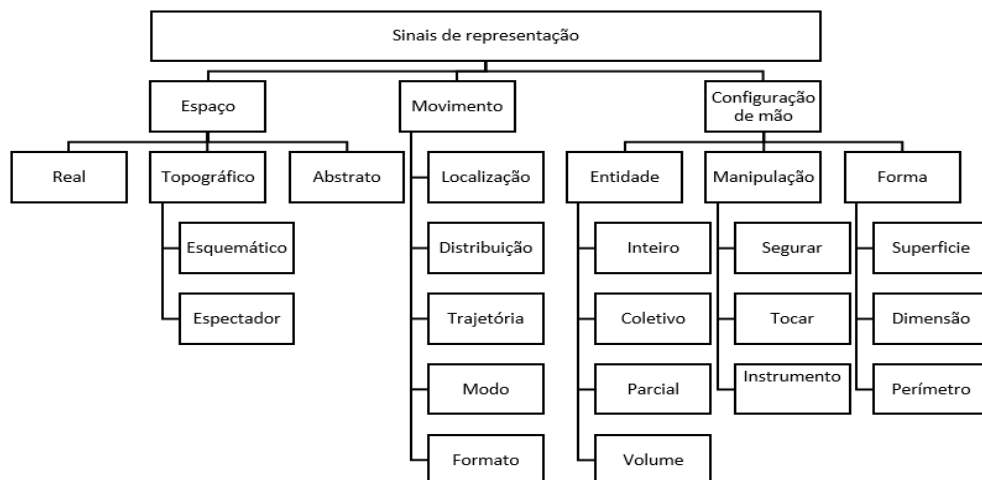 Sinais de representação
Espaço
Movimento
Configuração
de mão
Real
Topográfico
Abstrato
Localização
Entidade
Manipulação
Forma
Esquemático
Distribuição
Inteiro
Segurar
Superficie
Espectador
Trajetória
Coletivo
Tocar
Dimensão
Modo
Parcial
Instrumento
Perímetro
Formato
Volume